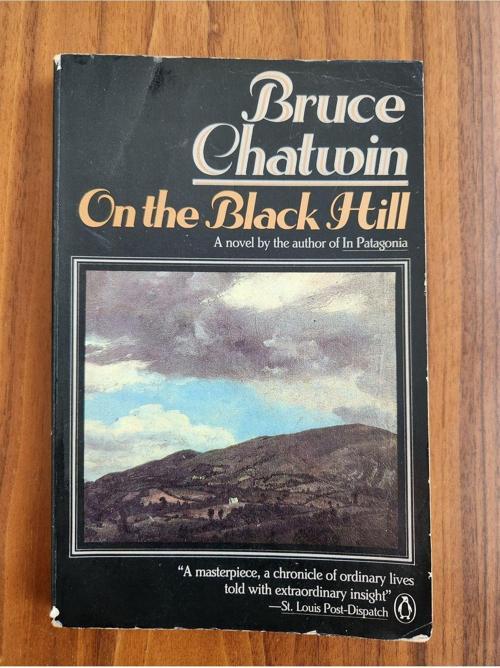 Bruce
Chatwin
On the Black Hill
A novel by the author of In Patagonia
“A masterpiece, a chronicle of ordinary lives
told with extraordinary insight”
—St. Louis Post-Dispatch